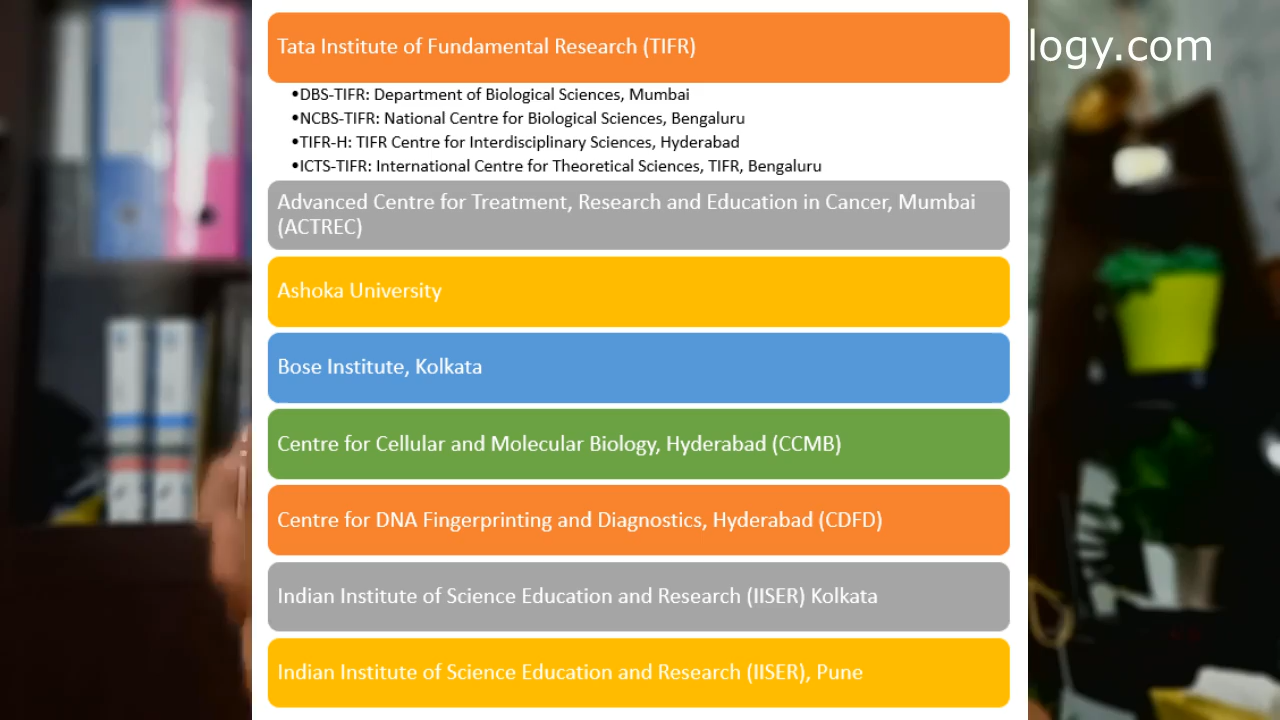 Tata Institute of Fundamental Research (TIFR)
logy.com
•DBS-TIFR: Department of Biological Sciences, Mumbai
•NCBS-TIFR: National Centre for Biological Sciences, Bengaluru
•TIFR-H: TIFR Centre for Interdisciplinary Sciences, Hyderabad
•ICTS-TIFR: International Centre for Theoretical Sciences, TIFR, Bengaluru
Advanced Centre for Treatment, Research and Education in Cancer, Mumbai
(ACTREC)
Ashoka University
Bose Institute, Kolkata
Centre for Cellular and Molecular Biology, Hyderabad (CCMB)
Centre for DNA Fingerprinting and Diagnostics, Hyderabad (CDFD)
Indian Institute of Science Education and Research (IISER) Kolkata
Indian Institute of Science Education and Research (IISER), Pune